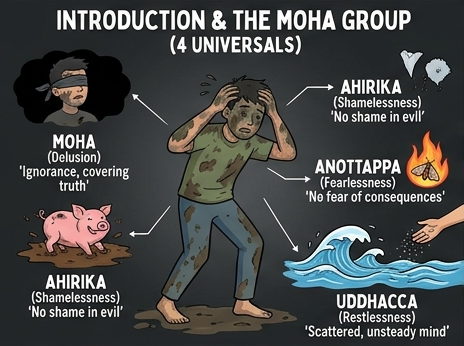 INTRODUCTION & THE MOHA GROUP
(4 UNIVERSALS)
MOHA
(Delusion)
'Ignorance, covering
truth'
AHIRIKA
(Shamelessness)
'No shame in evil'
AHIRIKA
(Shamelessness)
'No shame in evil'
ANOTTAPPA
(Fearlessness)
'No fear of consequences'
UDDHACCA
(Restlessness)
'Scattered, unsteady mind'